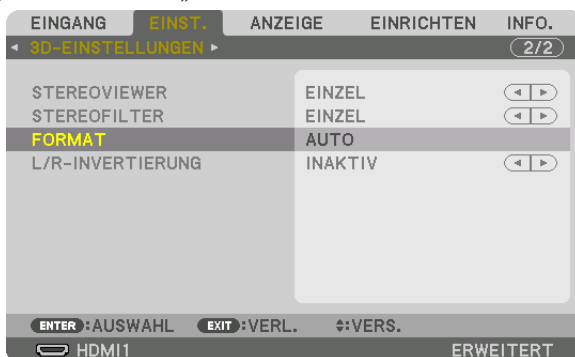 EINGANG EINST. ANZEIGE EINRICHTEN INFO.
3D-EINSTELLUNGEN 2/2
STEREOVIEWER EINZEL
STEREOFILTER EINZEL
FORMAT AUTO
L/R-INVERTIERUNG INAKTIV
ENTER :AUSWAHL EXIT :VERL. :VERS.
HDMI1 ERWEITERT